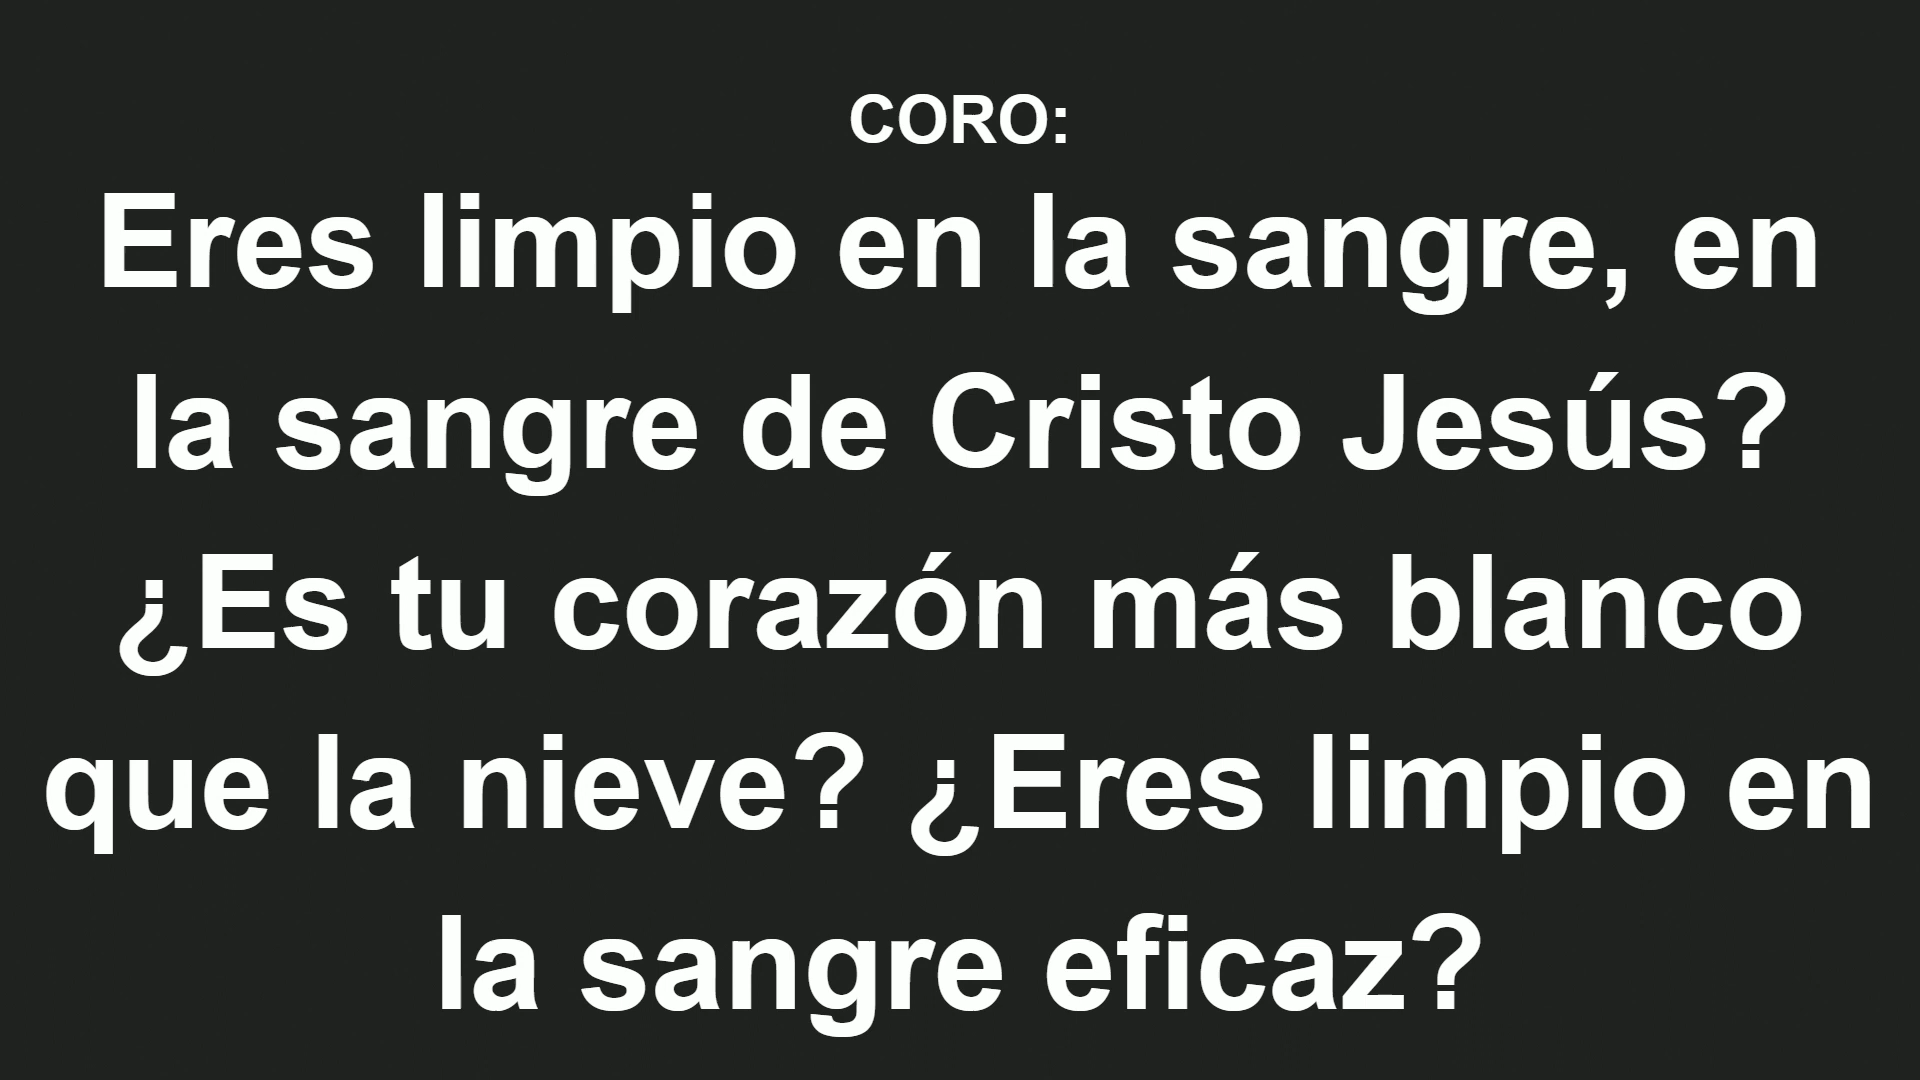 CORO:
Eres limpio en la sangre, en
la sangre de Cristo Jesús?
¿Es tu corazón más blanco
que la nieve? ¿Eres limpio en
la sangre eficaz?